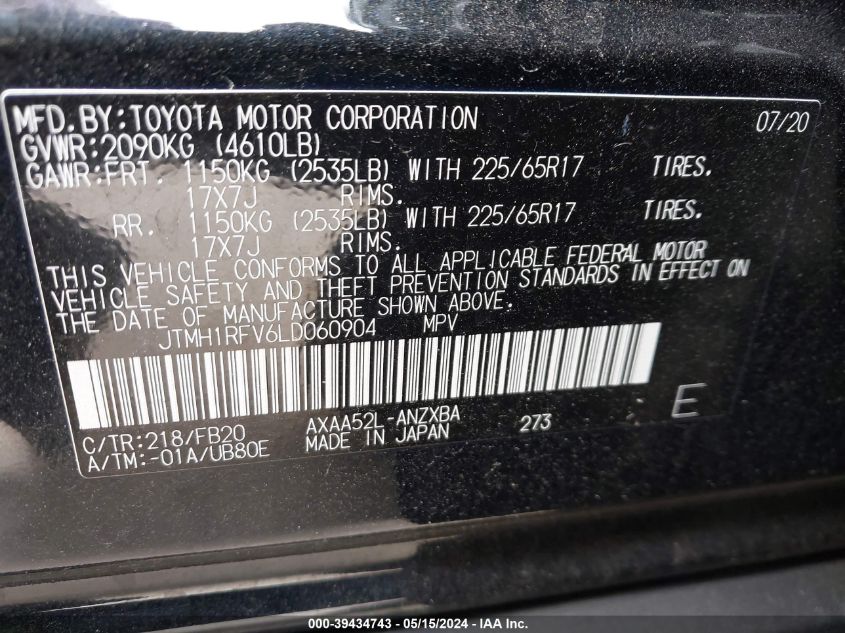 MFD.BY:TOYOTA MOTOR CORPORATION 07/20
GVWR:2090KG (4610LB)
GAWR:FRT. 1150KG (2535LB) WITH 225/65R17 TIRES.
17X7J RIMS.
RR. 1150KG (2535LB) WITH 225/65R17 TIRES.
17X7J RIMS.
THIS VEHICLE CONFORMS TO ALL APPLICABLE FEDERAL MOTOR
VEHICLE SAFETY AND THEFT PREVENTION STANDARDS IN EFFECT ON
THE DATE OF MANUFACTURE SHOWN ABOVE.
JTMH1RFV6LD060904 MPV
C/TR:218/FB20 AXAA52L-ANZXBA 273 E
A/TM:-01A/UB80E MADE IN JAPAN
000-39434743 — 05/15/2024 — IAA Inc.